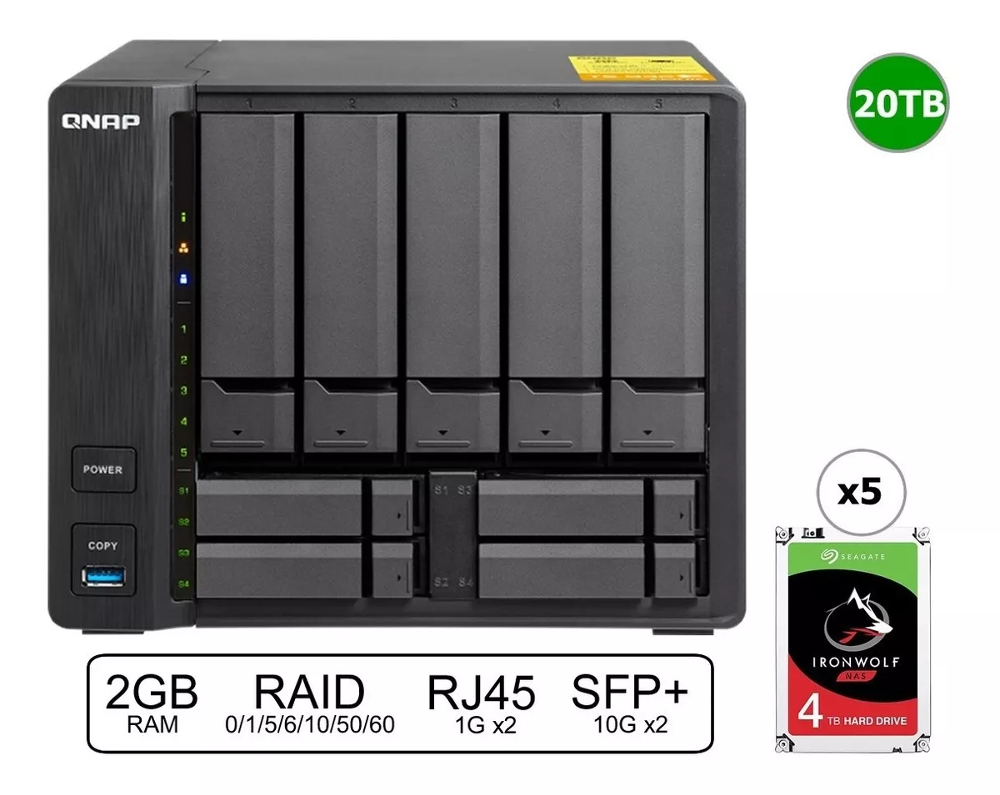 20TB
QNAP
1 2 3 4 5
1
2
3
4
5
S1
S2
S3
S4
POWER
COPY
S1 S3
S2 S4
x5
SEAGATE
IRONWOLF
NAS
4 TB HARD DRIVE
2GB RAID RJ45 SFP+
RAM 0/1/5/6/10/50/60 1G x2 10G x2